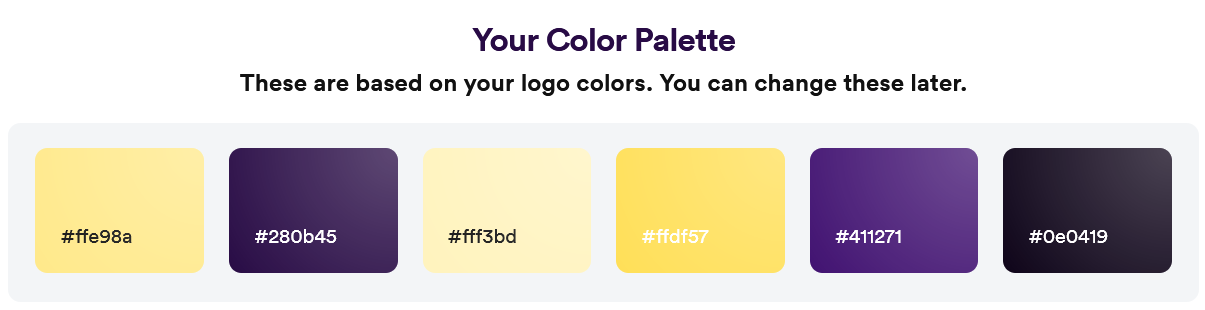 Your Color Palette
These are based on your logo colors. You can change these later.
#ffe98a #280b45 #fff3bd #ffdf57 #411271 #0e0419